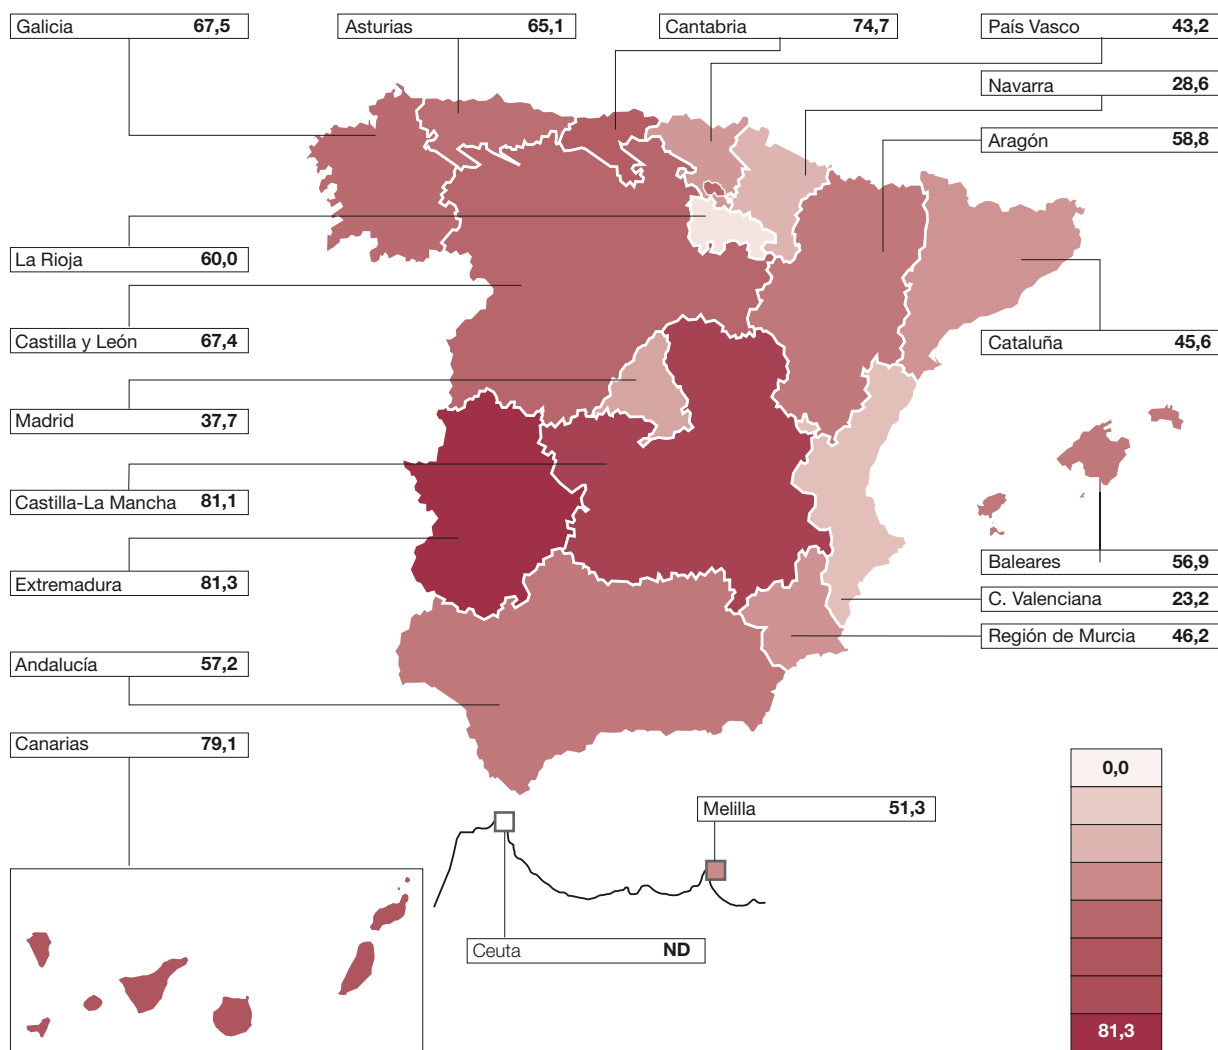 Galicia 67,5
Asturias 65,1
Cantabria 74,7
País Vasco 43,2
Navarra 28,6
Aragón 58,8
La Rioja 60,0
Castilla y León 67,4
Cataluña 45,6
Madrid 37,7
Castilla-La Mancha 81,1
Extremadura 81,3
Baleares 56,9
C. Valenciana 23,2
Región de Murcia 46,2
Andalucía 57,2
Canarias 79,1
Melilla 51,3
Ceuta ND
0,0
81,3